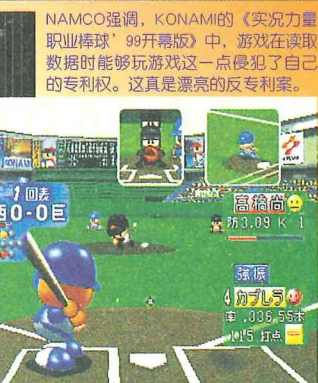 NAMCO强调，KONAMI的《实况力量
职业棒球’99开幕版》中，游戏在读取
数据时能够玩游戏这一点侵犯了自己
的专利权。这真是漂亮的反专利案。
KONAMI
1回表
西0-0巨
高橋尚
防3.09 K 1
強振
4 カブレラ
率 .336 55本
115 打点